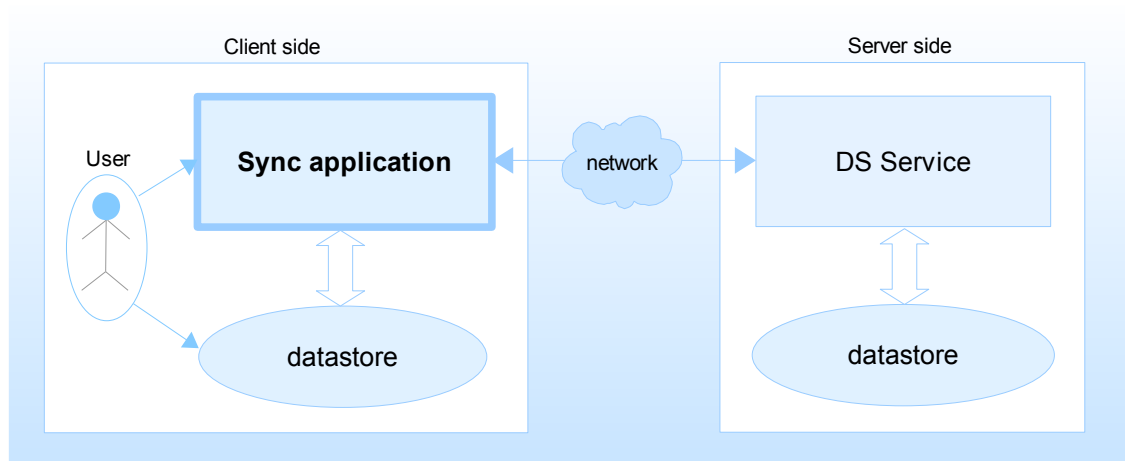 Client side
Server side
User
Sync application
network
DS Service
datastore
datastore